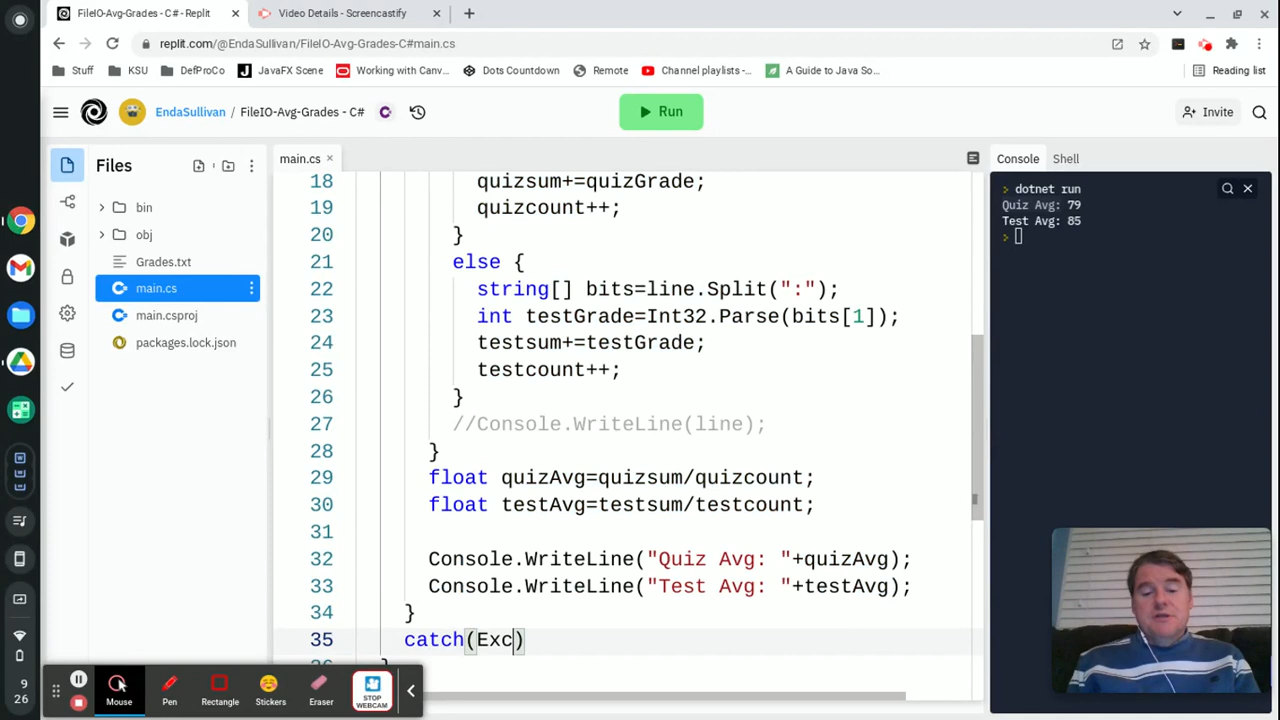 FileIO-Avg-Grades - C# - Replit
Video Details - Screencastify
replit.com/@EndaSullivan/FileIO-Avg-Grades-C#main.cs
Stuff
KSU
DefProCo
JavaFX Scene
Working with Canv...
Dots Countdown
Remote
Channel playlists -...
A Guide to Java So...
Reading list
EndaSullivan / FileIO-Avg-Grades - C#
Run
Invite
Files
main.cs
Console
Shell
bin
obj
Grades.txt
main.cs
main.csproj
packages.lock.json
18 quizsum+=quizGrade;
19 quizcount++;
20 }
21 else {
22 string[] bits=line.Split(":");
23 int testGrade=Int32.Parse(bits[1]);
24 testsum+=testGrade;
25 testcount++;
26 }
27 //Console.WriteLine(line);
28 }
29 float quizAvg=quizsum/quizcount;
30 float testAvg=testsum/testcount;
31
32 Console.WriteLine("Quiz Avg: "+quizAvg);
33 Console.WriteLine("Test Avg: "+testAvg);
34 }
35 catch(Exc)
dotnet run
Quiz Avg: 79
Test Avg: 85
Mouse
Pen
Rectangle
Stickers
Eraser
STOP
WEBCAM
9
26